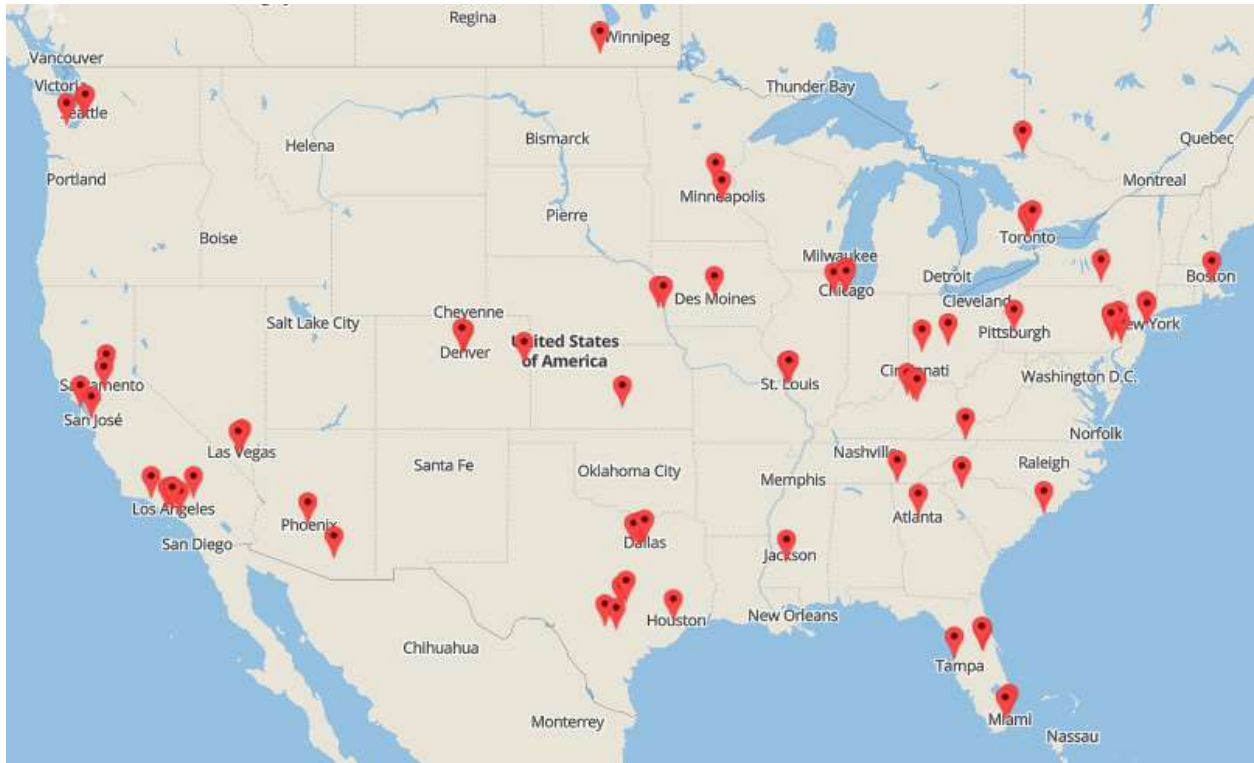 Regina
Winnipeg
Vancouver
Victoria
Seattle
Thunder Bay
Quebec
Helena
Bismarck
Portland
Montreal
Minneapolis
Pierre
Boise
Toronto
Milwaukee
Boston
Detroit
Chicago
Des Moines
Cleveland
Cheyenne
Salt Lake City
New York
Pittsburgh
United States
of America
Denver
Cincinnati
Washington D.C.
St. Louis
Sacramento
San José
Norfolk
Las Vegas
Nashville
Raleigh
Santa Fe
Oklahoma City
Memphis
Los Angeles
Atlanta
Phoenix
San Diego
Dallas
Jackson
New Orleans
Houston
Chihuahua
Tampa
Monterrey
Miami
Nassau